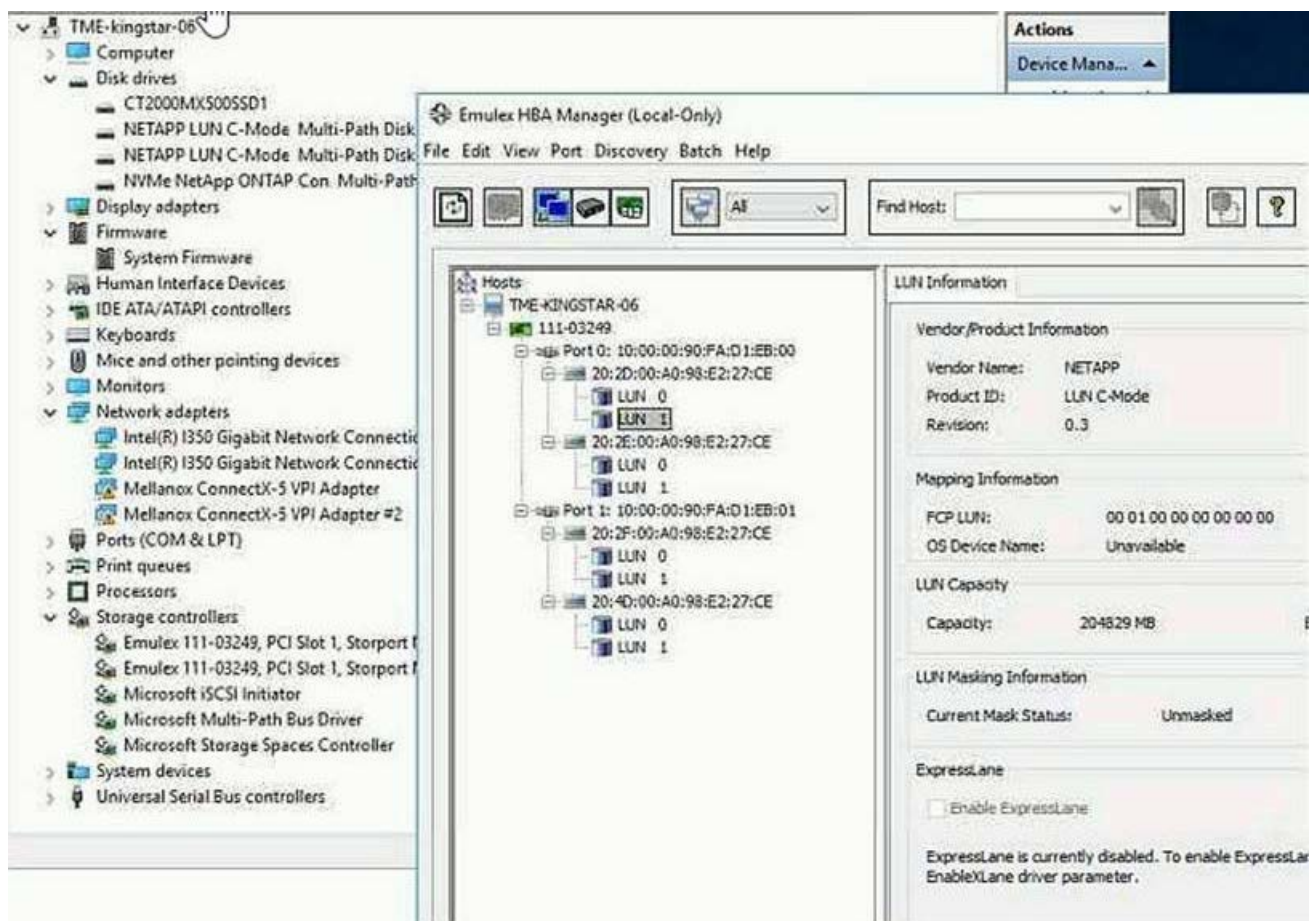 TME-kingstar-06
Computer
Disk drives
CT2000MX500SSD1
NETAPP LUN C-Mode Multi-Path Disk
NETAPP LUN C-Mode Multi-Path Disk
NVMe NetApp ONTAP Con Multi-Path
Display adapters
Firmware
System Firmware
Human Interface Devices
IDE ATA/ATAPI controllers
Keyboards
Mice and other pointing devices
Monitors
Network adapters
Intel(R) I350 Gigabit Network Connectic
Intel(R) I350 Gigabit Network Connectic
Mellanox ConnectX-5 VPI Adapter
Mellanox ConnectX-5 VPI Adapter #2
Ports (COM & LPT)
Print queues
Processors
Storage controllers
Emulex 111-03249, PCI Slot 1, Storport
Emulex 111-03249, PCI Slot 1, Storport
Microsoft iSCSI Initiator
Microsoft Multi-Path Bus Driver
Microsoft Storage Spaces Controller
System devices
Universal Serial Bus controllers
Actions
Device Mana...
Emulex HBA Manager (Local-Only)
File Edit View Port Discovery Batch Help
All
Find Host:
Hosts
TME-KINGSTAR-06
111-03249
Port 0: 10:00:00:90:FA:D1:EB:00
20:2D:00:A0:98:E2:27:CE
LUN 0
LUN 1
20:2E:00:A0:98:E2:27:CE
LUN 0
LUN 1
Port 1: 10:00:00:90:FA:D1:EB:01
20:2F:00:A0:98:E2:27:CE
LUN 0
LUN 1
20:4D:00:A0:98:E2:27:CE
LUN 0
LUN 1
LUN Information
Vendor/Product Information
Vendor Name: NETAPP
Product ID: LUN C-Mode
Revision: 0.3
Mapping Information
FCP LUN: 00 01 00 00 00 00 00 00
OS Device Name: Unavailable
LUN Capacity
Capacity: 204829 MB
LUN Masking Information
Current Mask Status: Unmasked
ExpressLane
Enable ExpressLane
ExpressLane is currently disabled. To enable ExpressLan
EnableXLane driver parameter.